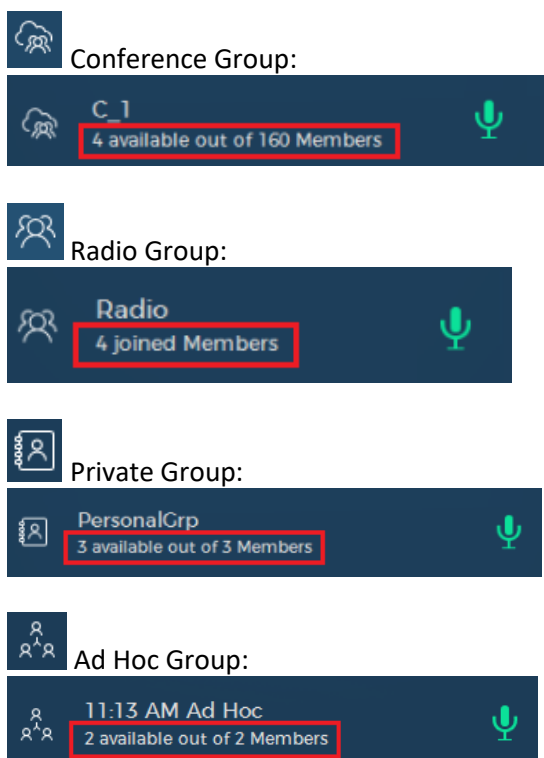 Conference Group:
C_1
4 available out of 160 Members
Radio Group:
Radio
4 joined Members
Private Group:
PersonalGrp
3 available out of 3 Members
Ad Hoc Group:
11:13 AM Ad Hoc
2 available out of 2 Members